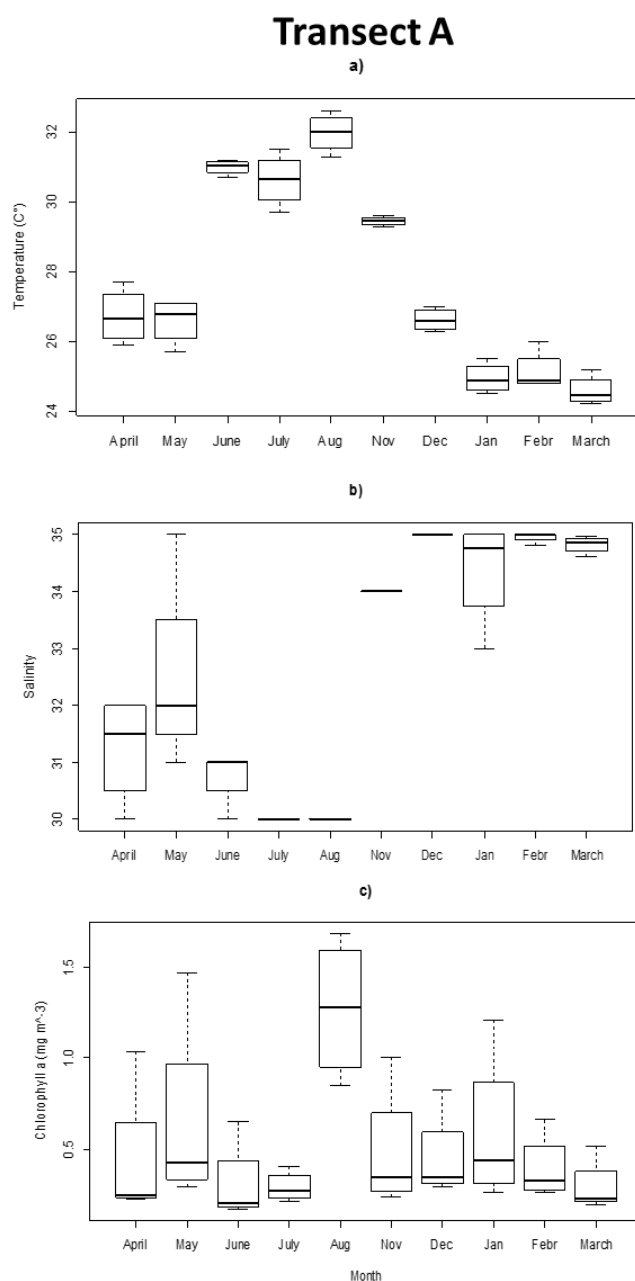 Transect A
a)
Temperature (C°)
32
30
28
26
24
April May June July Aug Nov Dec Jan Febr March
b)
Salinity
35
34
33
32
31
30
April May June July Aug Nov Dec Jan Febr March
c)
Chlorophyll a (mg m^-3)
1.5
1.0
0.5
April May June July Aug Nov Dec Jan Febr March
Month